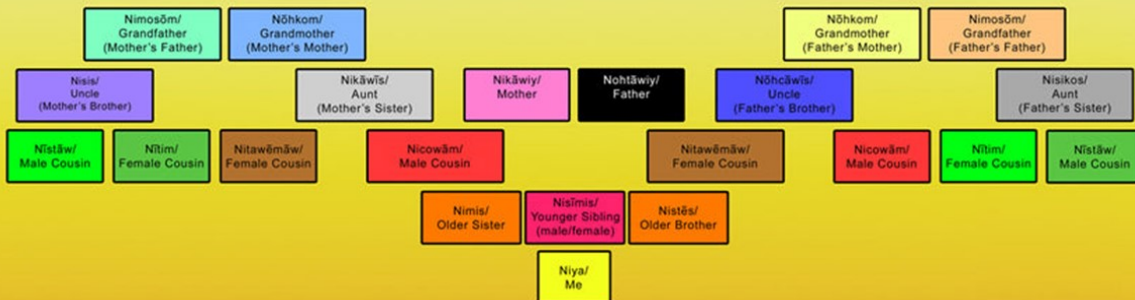 Nimosōm/
Grandfather
(Mother's Father)
Nōhkom/
Grandmother
(Mother's Mother)
Nōhkom/
Grandmother
(Father's Mother)
Nimosōm/
Grandfather
(Father's Father)
Nisis/
Uncle
(Mother's Brother)
Nikāwīs/
Aunt
(Mother's Sister)
Nikāwiy/
Mother
Nohtāwiy/
Father
Nōhcāwīs/
Uncle
(Father's Brother)
Nisikos/
Aunt
(Father's Sister)
Nīstāw/
Male Cousin
Nītim/
Female Cousin
Nitawēmāw/
Female Cousin
Nicowām/
Male Cousin
Nitawēmāw/
Female Cousin
Nicowām/
Male Cousin
Nītim/
Female Cousin
Nīstāw/
Male Cousin
Nimis/
Older Sister
Nisīmis/
Younger Sibling
(male/female)
Nistēs/
Older Brother
Niya/
Me